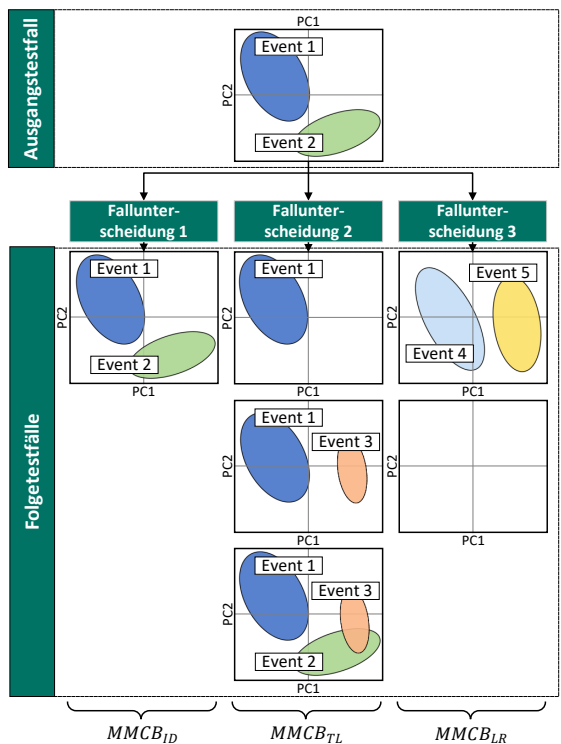 Ausgangstestfall
PC1
PC2
Event 1
Event 2
Fallunter-
scheidung 1
Fallunter-
scheidung 2
Fallunter-
scheidung 3
Folgetestfälle
PC2
Event 1
Event 2
PC1
PC2
Event 1
PC2
Event 5
Event 4
PC1
PC2
Event 1
Event 3
PC1
PC2
PC1
PC2
Event 1
Event 3
Event 2
PC1
MMCB_ID
MMCB_TL
MMCB_LR